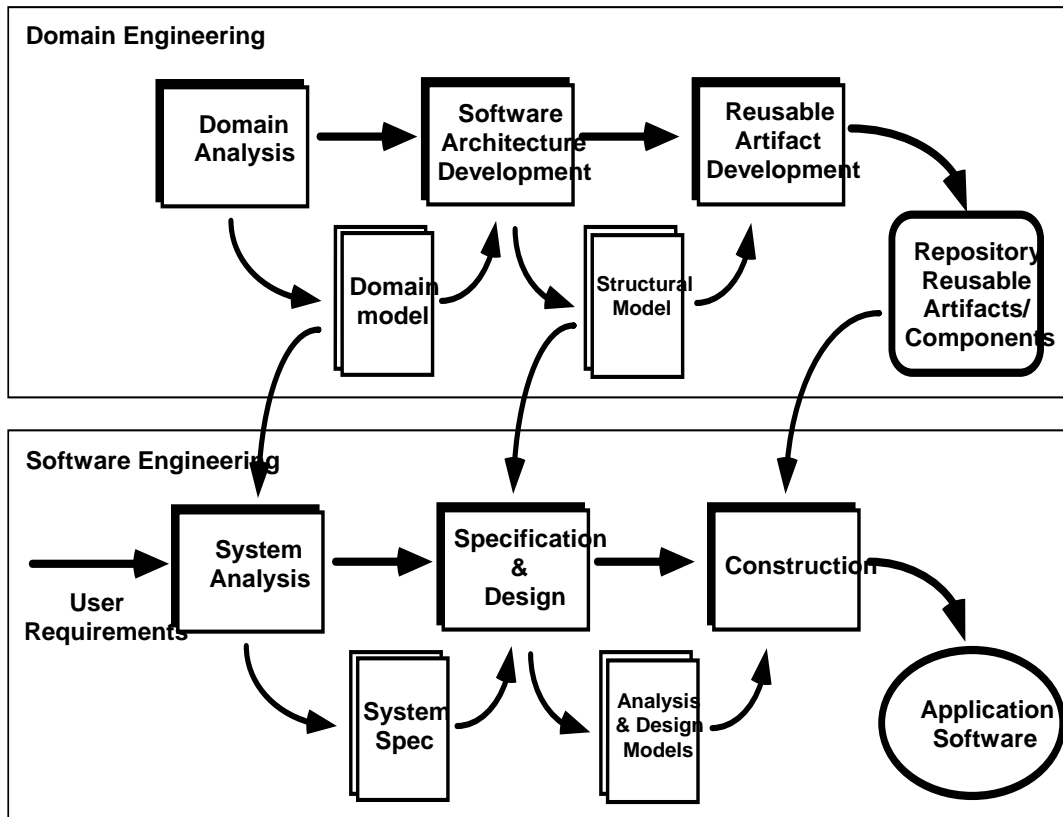 Domain Engineering
Domain
Analysis
Software
Architecture
Development
Reusable
Artifact
Development
Domain
model
Structural
Model
Repository
Reusable
Artifacts/
Components
Software Engineering
User
Requirements
System
Analysis
Specification
&
Design
Construction
System
Spec
Analysis
& Design
Models
Application
Software